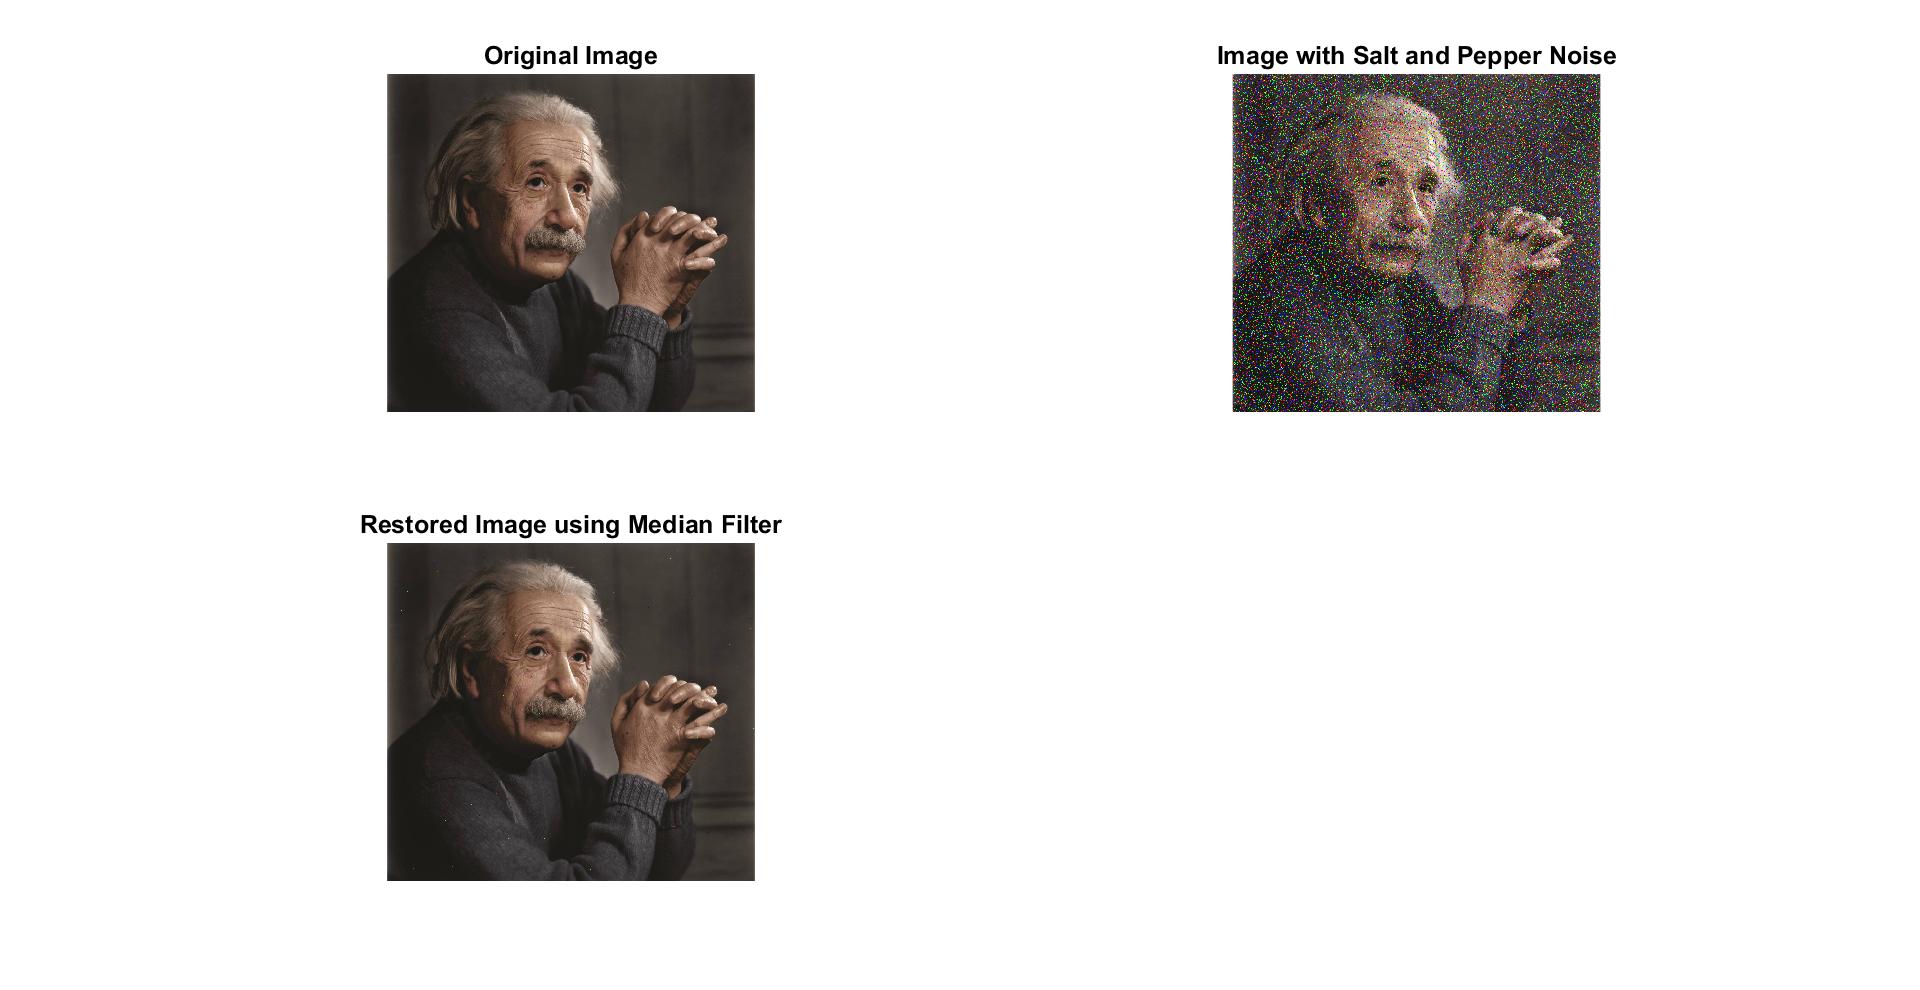 Original Image
Image with Salt and Pepper Noise
Restored Image using Median Filter